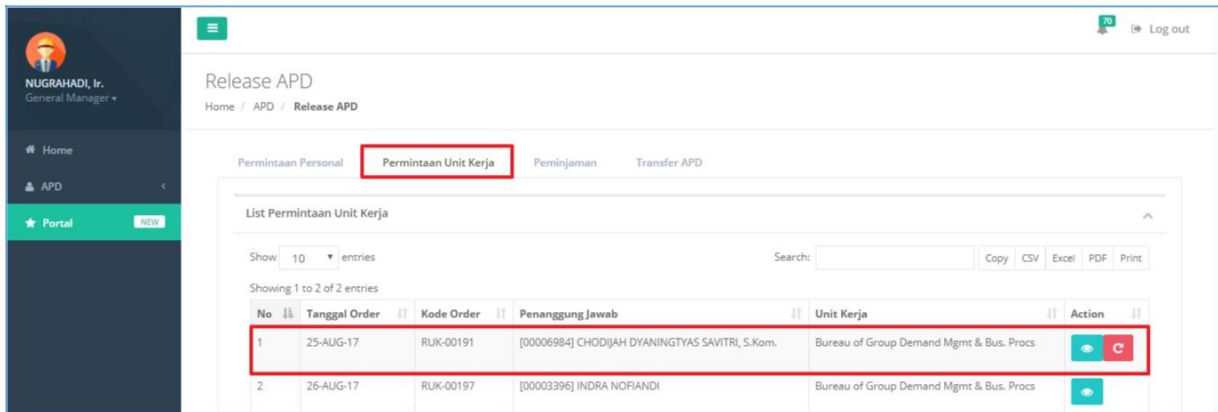 70
Log out
NUGRAHADI, Ir.
General Manager
Release APD
Home / APD / Release APD
Home
APD
Portal NEW
Permintaan Personal Permintaan Unit Kerja Peminjaman Transfer APD
List Permintaan Unit Kerja
Show 10 entries Search: Copy CSV Excel PDF Print
Showing 1 to 2 of 2 entries
No Tanggal Order Kode Order Penanggung Jawab Unit Kerja Action
1 25-AUG-17 RUK-00191 [00006984] CHODIJAH DYANINGTYAS SAVITRI, S.Kom. Bureau of Group Demand Mgmt & Bus. Procs
2 26-AUG-17 RUK-00197 [00003396] INDRA NOFIANDI Bureau of Group Demand Mgmt & Bus. Procs